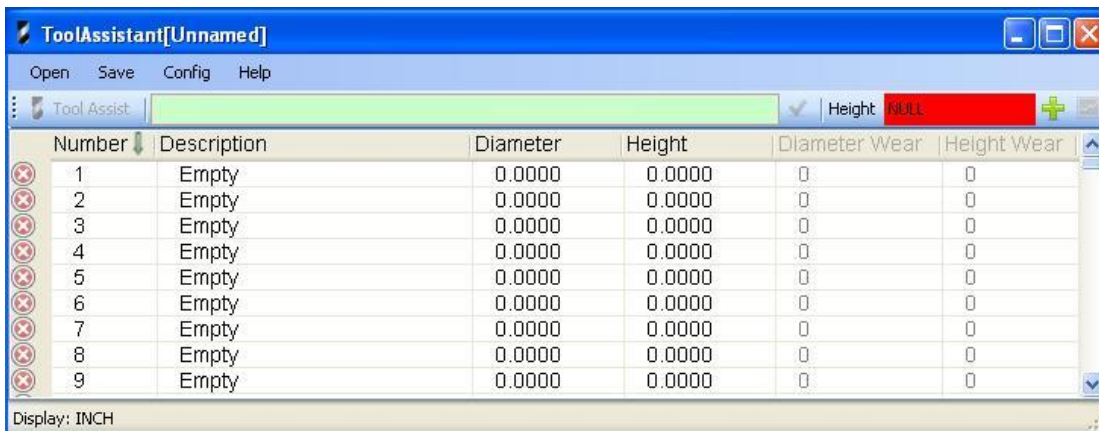 ToolAssistant[Unnamed]
Open Save Config Help
Tool Assist Height NULL
Number Description Diameter Height Diameter Wear Height Wear
1 Empty 0.0000 0.0000 0 0
2 Empty 0.0000 0.0000 0 0
3 Empty 0.0000 0.0000 0 0
4 Empty 0.0000 0.0000 0 0
5 Empty 0.0000 0.0000 0 0
6 Empty 0.0000 0.0000 0 0
7 Empty 0.0000 0.0000 0 0
8 Empty 0.0000 0.0000 0 0
9 Empty 0.0000 0.0000 0 0
Display: INCH